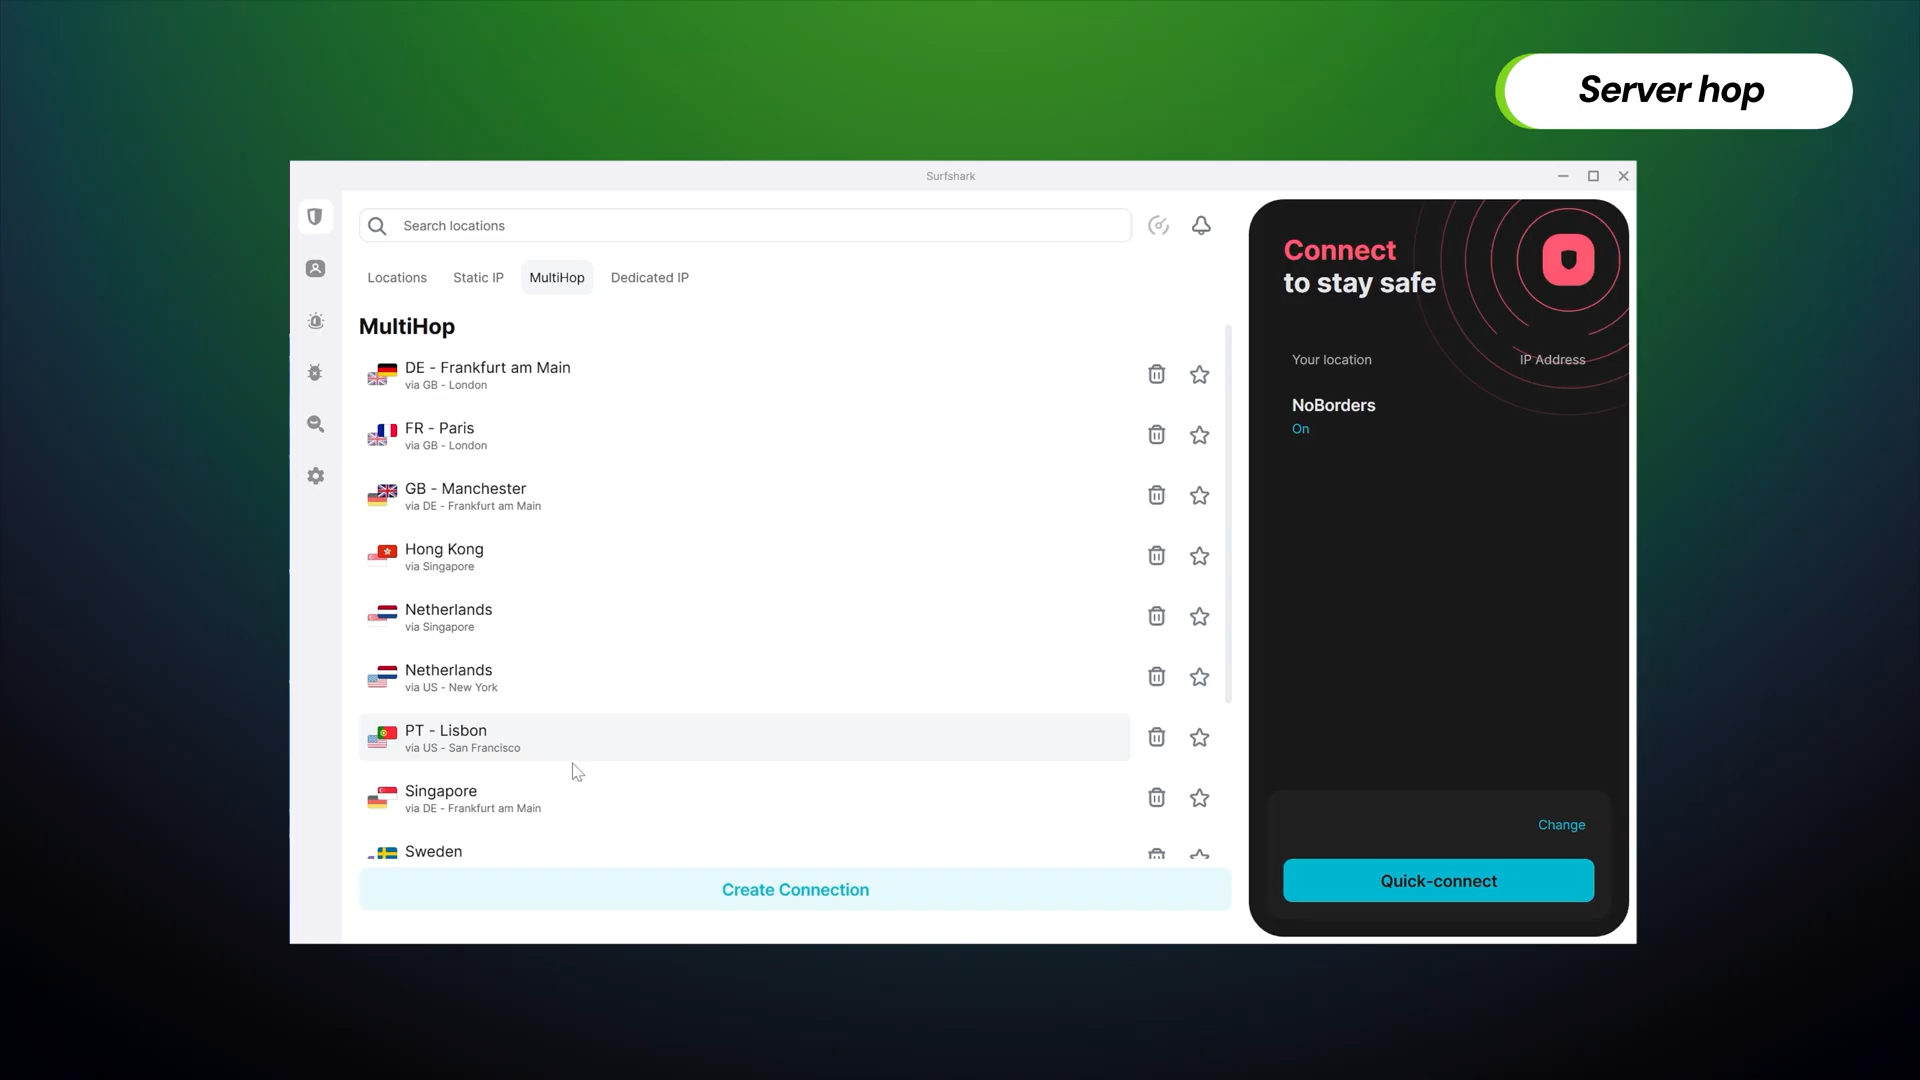 Server hop
Surfshark
Search locations
Locations
Static IP
MultiHop
Dedicated IP
MultiHop
DE - Frankfurt am Main
via GB - London
FR - Paris
via GB - London
GB - Manchester
via DE - Frankfurt am Main
Hong Kong
via Singapore
Netherlands
via Singapore
Netherlands
via US - New York
PT - Lisbon
via US - San Francisco
Singapore
via DE - Frankfurt am Main
Sweden
Create Connection
Connect
to stay safe
Your location
IP Address
NoBorders
On
Change
Quick-connect